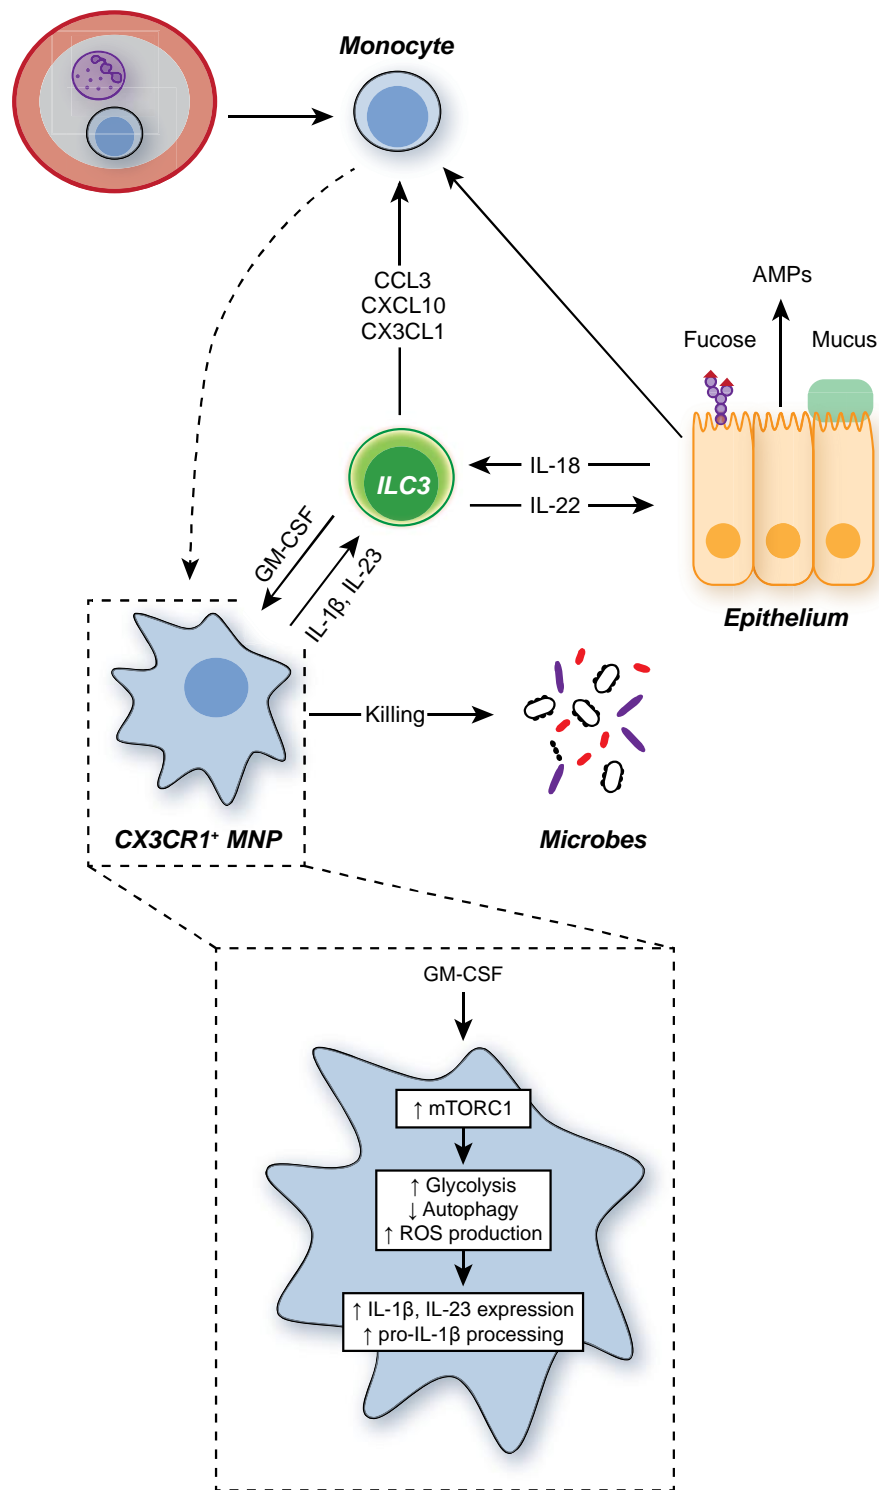 Monocyte
CCL3
CXCL10
CX3CL1
AMPs
Fucose
Mucus
IL-18
ILC3
IL-22
GM-CSF
IL-1β, IL-23
Epithelium
Killing
CX3CR1⁺ MNP
Microbes
GM-CSF
↑ mTORC1
↑ Glycolysis
↓ Autophagy
↑ ROS production
↑ IL-1β, IL-23 expression
↑ pro-IL-1β processing